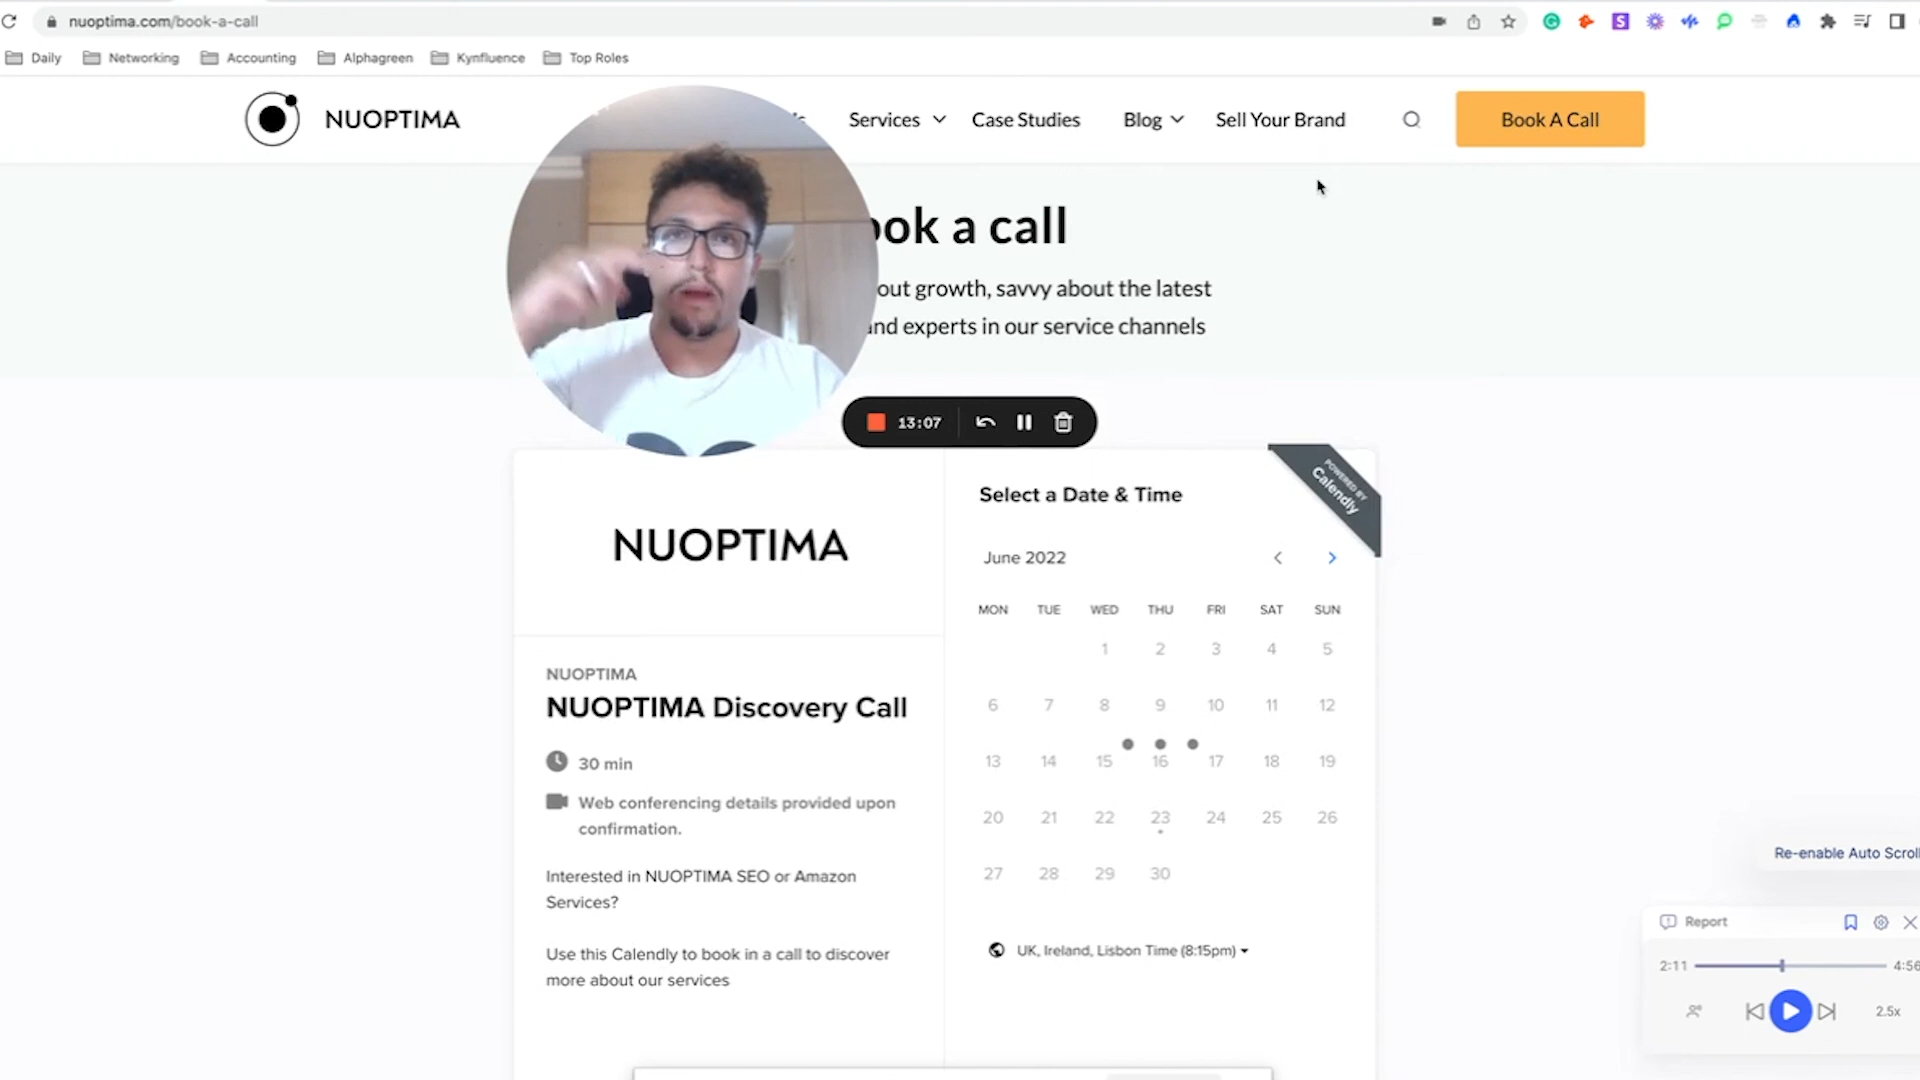 nuoptima.com/book-a-call
Daily Networking Accounting Alphagreen Kynfluence Top Roles
NUOPTIMA Services Case Studies Blog Sell Your Brand Book A Call
ook a call
out growth, savvy about the latest
and experts in our service channels
13:07
POWERED BY
Calendly
Select a Date & Time
NUOPTIMA
June 2022
MON TUE WED THU FRI SAT SUN
1 2 3 4 5
6 7 8 9 10 11 12
13 14 15 16 17 18 19
20 21 22 23 24 25 26
27 28 29 30
UK, Ireland, Lisbon Time (8:15pm)
NUOPTIMA
NUOPTIMA Discovery Call
30 min
Web conferencing details provided upon
confirmation.
Interested in NUOPTIMA SEO or Amazon
Services?
Use this Calendly to book in a call to discover
more about our services
Re-enable Auto Scroll
Report
2:11 4:56
2.5x